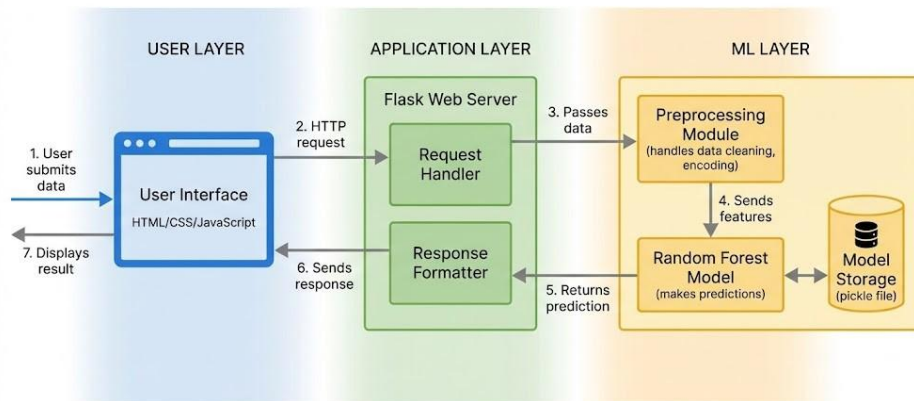 USER LAYER
APPLICATION LAYER
ML LAYER
1. User
submits
data
User Interface
HTML/CSS/JavaScript
7. Displays
result
2. HTTP
request
Flask Web Server
Request
Handler
Response
Formatter
6. Sends
response
3. Passes
data
Preprocessing
Module
(handles data cleaning,
encoding)
4. Sends
features
Random Forest
Model
(makes predictions)
5. Returns
prediction
Model
Storage
(pickle file)